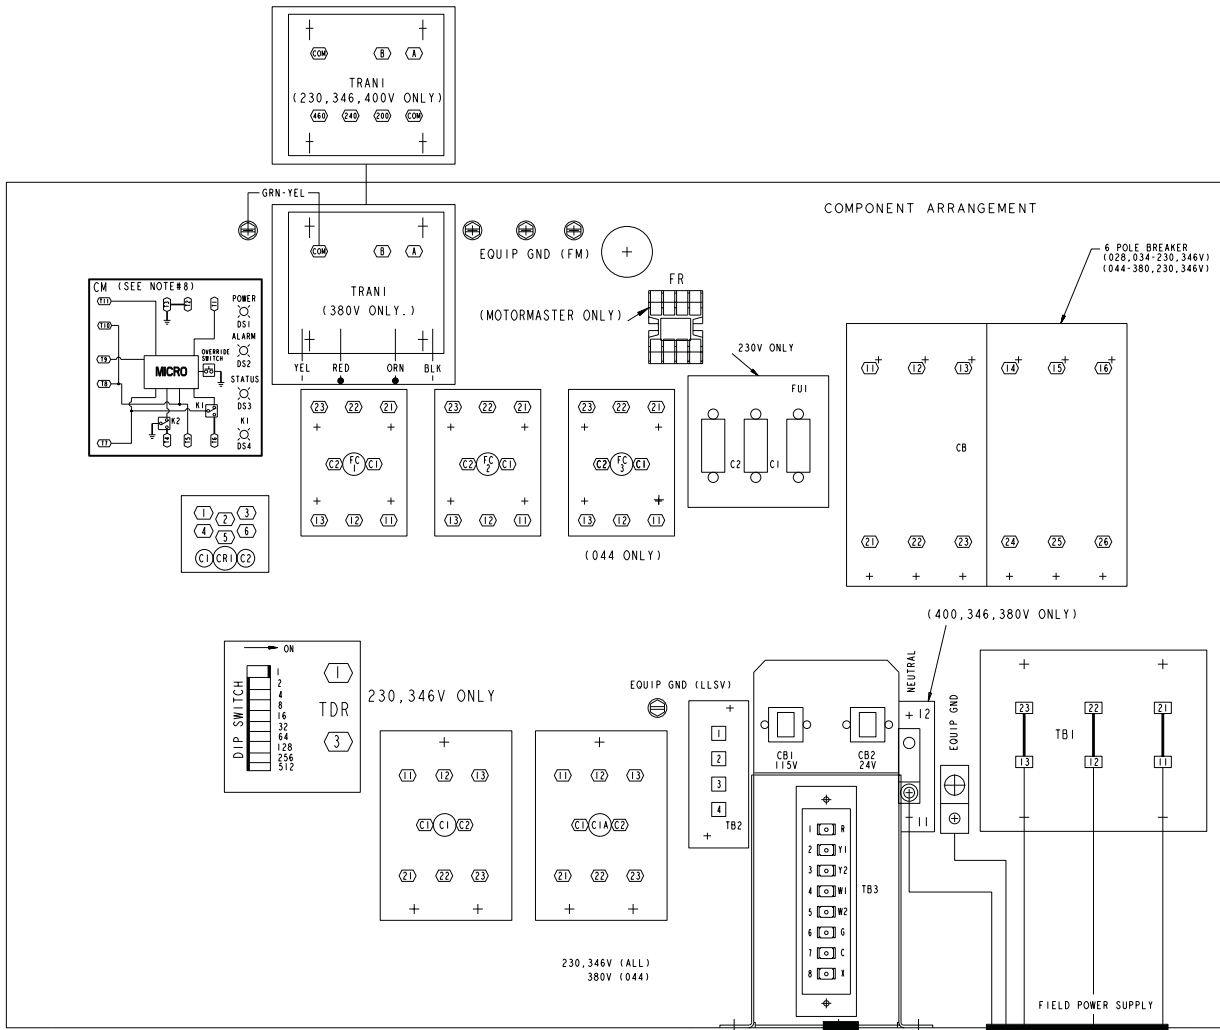 COM B A
TRAN1
(230,346,400V ONLY)
460 240 200 COM
GRN-YEL
COMPONENT ARRANGEMENT
COM B A
EQUIP GND (FM)
6 POLE BREAKER
(028,034-230,346V)
(044-380,230,346V)
TRAN1
(380V ONLY.)
YEL RED ORN BLK
FR
(MOTORMASTER ONLY)
CM (SEE NOTE#8)
T11
T10
T9
T8
T7
POWER
DS1
ALARM
DS2
STATUS
DS3
K1
DS4
OVERRIDE
SWITCH
MICRO
K1
K2
T4 T5 T6
230V ONLY
FU1
C2 C1
23 22 21
C2 FC 1 C1
13 12 11
23 22 21
C2 FC 2 C1
13 12 11
23 22 21
C2 FC 3 C1
13 12 11
(044 ONLY)
11 12 13 14 15 16
CB
21 22 23 24 25 26
1 2 3
4 5 6
C1 CR1 C2
(400,346,380V ONLY)
ON
DIP SWITCH
1
2
4
8
16
32
64
128
256
512
1
TDR
3
230,346V ONLY
11 12 13
C1 C1 C2
21 22 23
11 12 13
C1 C1A C2
21 22 23
230,346V (ALL)
380V (044)
EQUIP GND (LLSV)
1
2
3
4
TB2
CB1
115V
CB2
24V
NEUTRAL
12
11
EQUIP GND
1 R
2 Y1
3 Y2
4 W1
5 W2
6 G
7 C
8 X
TB3
23 22 21
TB1
13 12 11
FIELD POWER SUPPLY